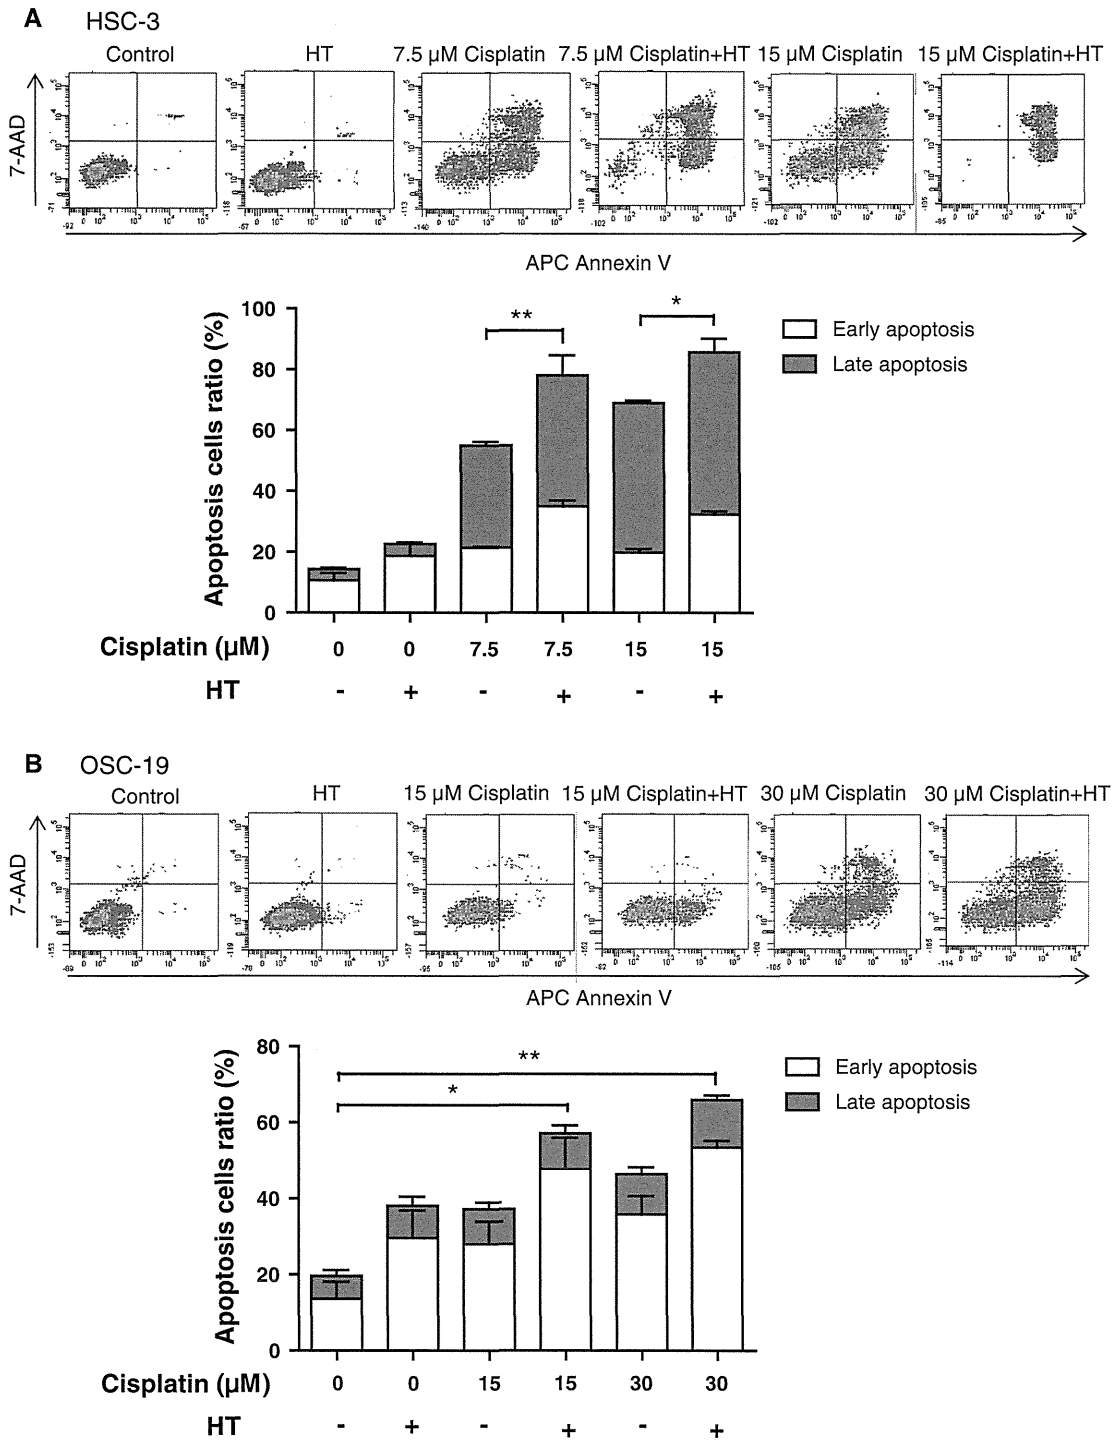 A HSC-3
Control HT 7.5 µM Cisplatin 7.5 µM Cisplatin+HT 15 µM Cisplatin 15 µM Cisplatin+HT
7-AAD
APC Annexin V
Apoptosis cells ratio (%)
100
80
60
40
20
0
** *
Early apoptosis
Late apoptosis
Cisplatin (µM) 0 0 7.5 7.5 15 15
HT - + - + - +
B OSC-19
Control HT 15 µM Cisplatin 15 µM Cisplatin+HT 30 µM Cisplatin 30 µM Cisplatin+HT
7-AAD
APC Annexin V
Apoptosis cells ratio (%)
80
60
40
20
0
**
*
Early apoptosis
Late apoptosis
Cisplatin (µM) 0 0 15 15 30 30
HT - + - + - +